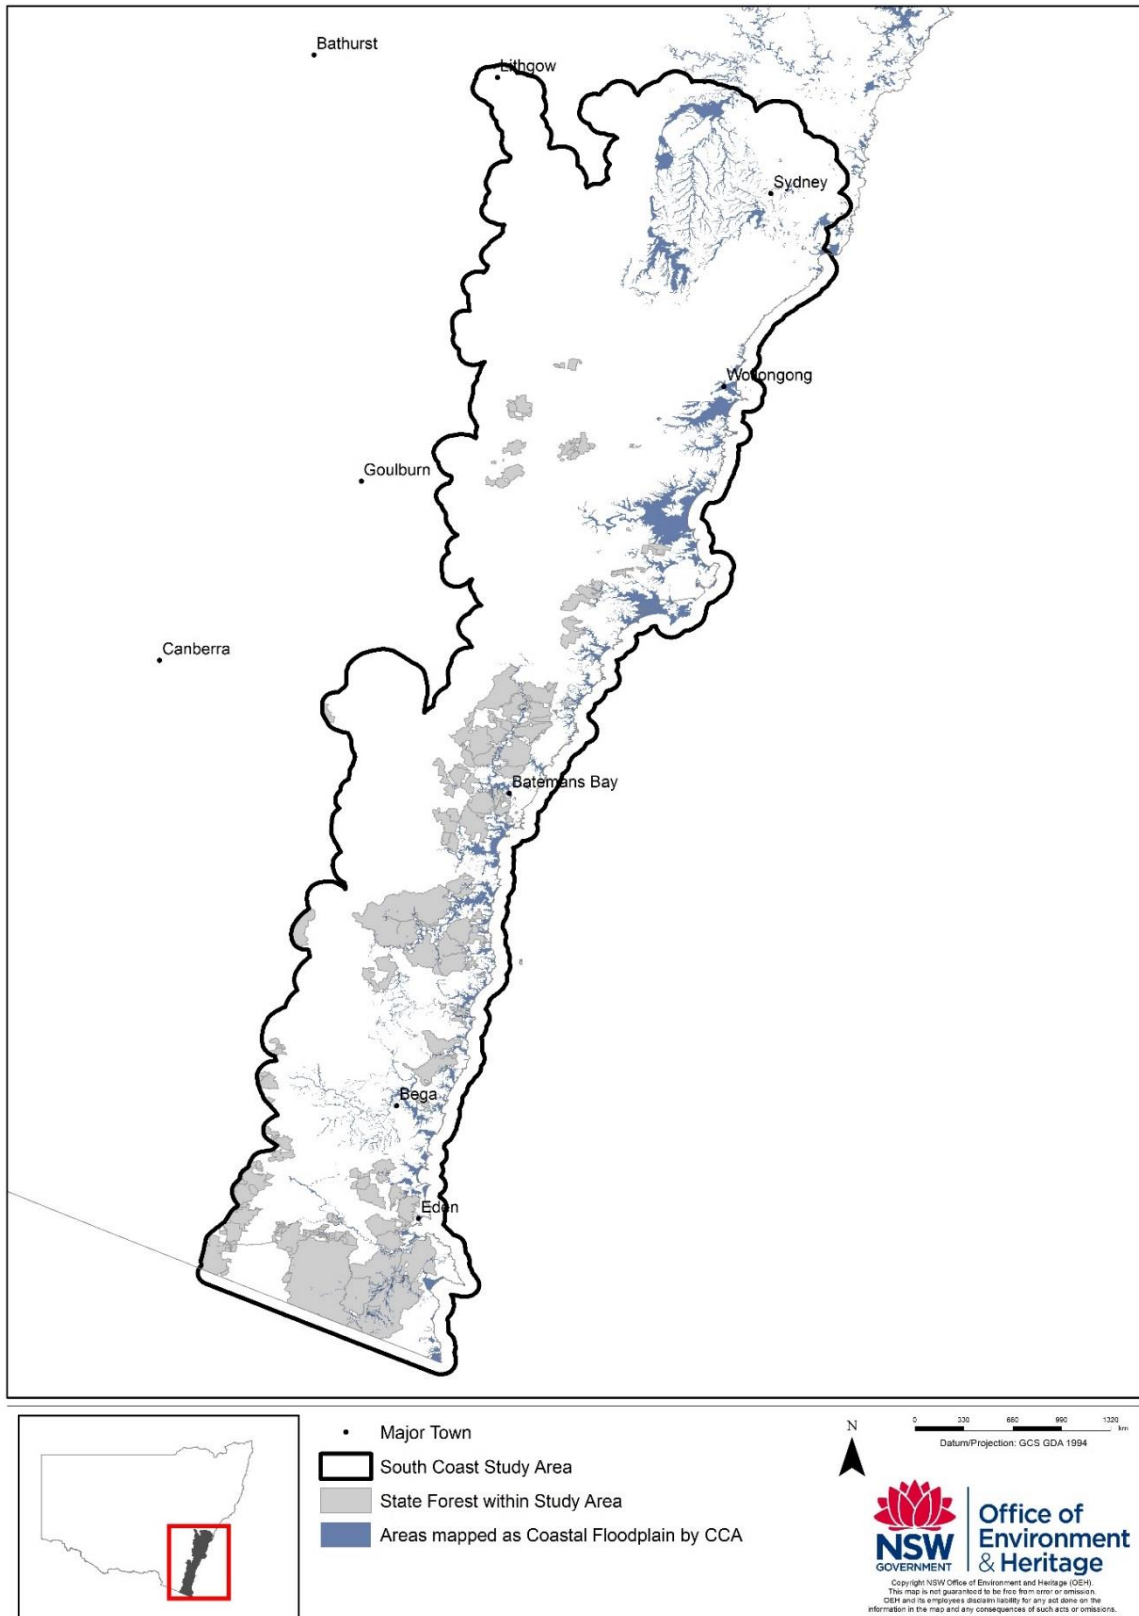 Bathurst
Lithgow
Sydney
Wollongong
Goulburn
Canberra
Batemans Bay
Bega
Eden
Major Town
South Coast Study Area
State Forest within Study Area
Areas mapped as Coastal Floodplain by CCA
N
0 330 660 990 1320
km
Datum/Projection: GCS GDA 1994
NSW
GOVERNMENT
Office of
Environment
& Heritage
Copyright NSW Office of Environment and Heritage (OEH).
This map is not guaranteed to be free from error or omission.
OEH and its employees disclaim liability for any act done on the
information in the map and any consequences of such acts or omissions.